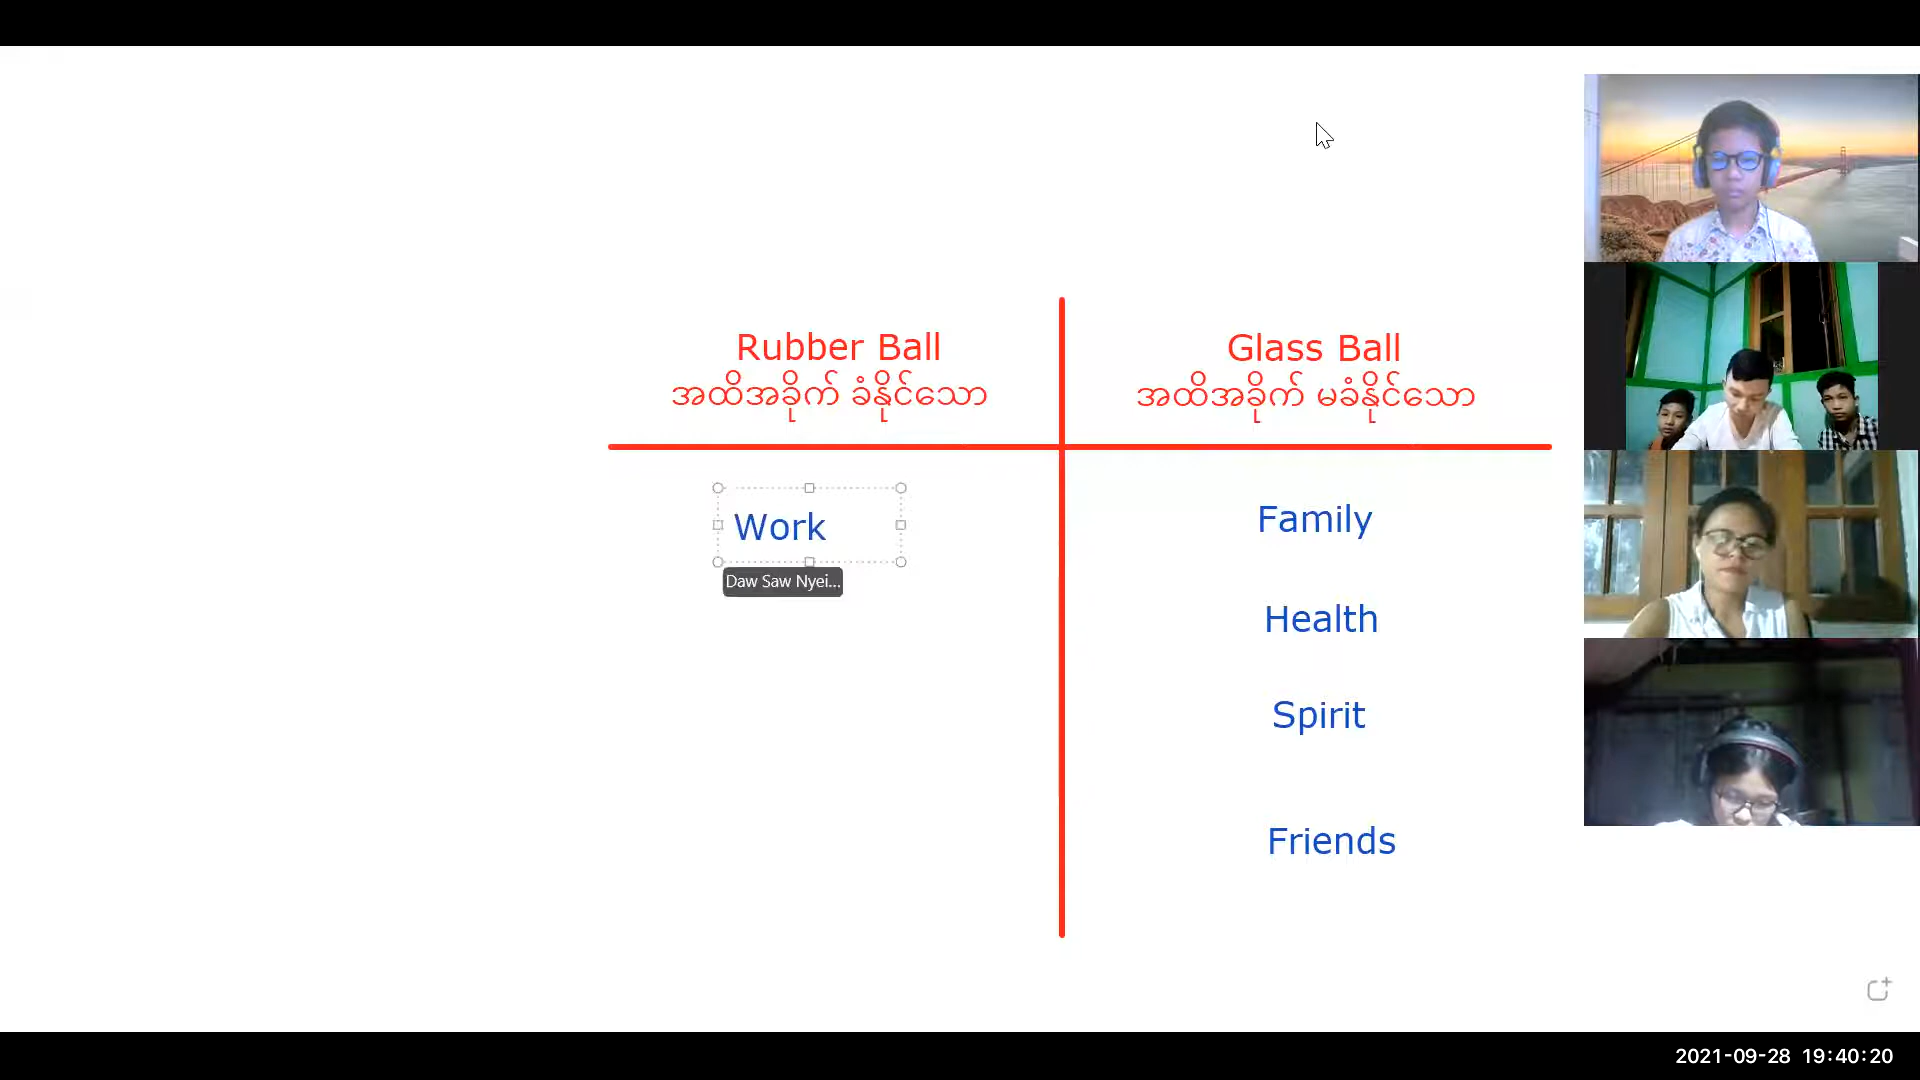 Rubber Ball
အထိအခိုက် ခံနိုင်သော
Glass Ball
အထိအခိုက် မခံနိုင်သော
Work
Daw Saw Nyei...
Family
Health
Spirit
Friends
2021-09-28 19:40:20